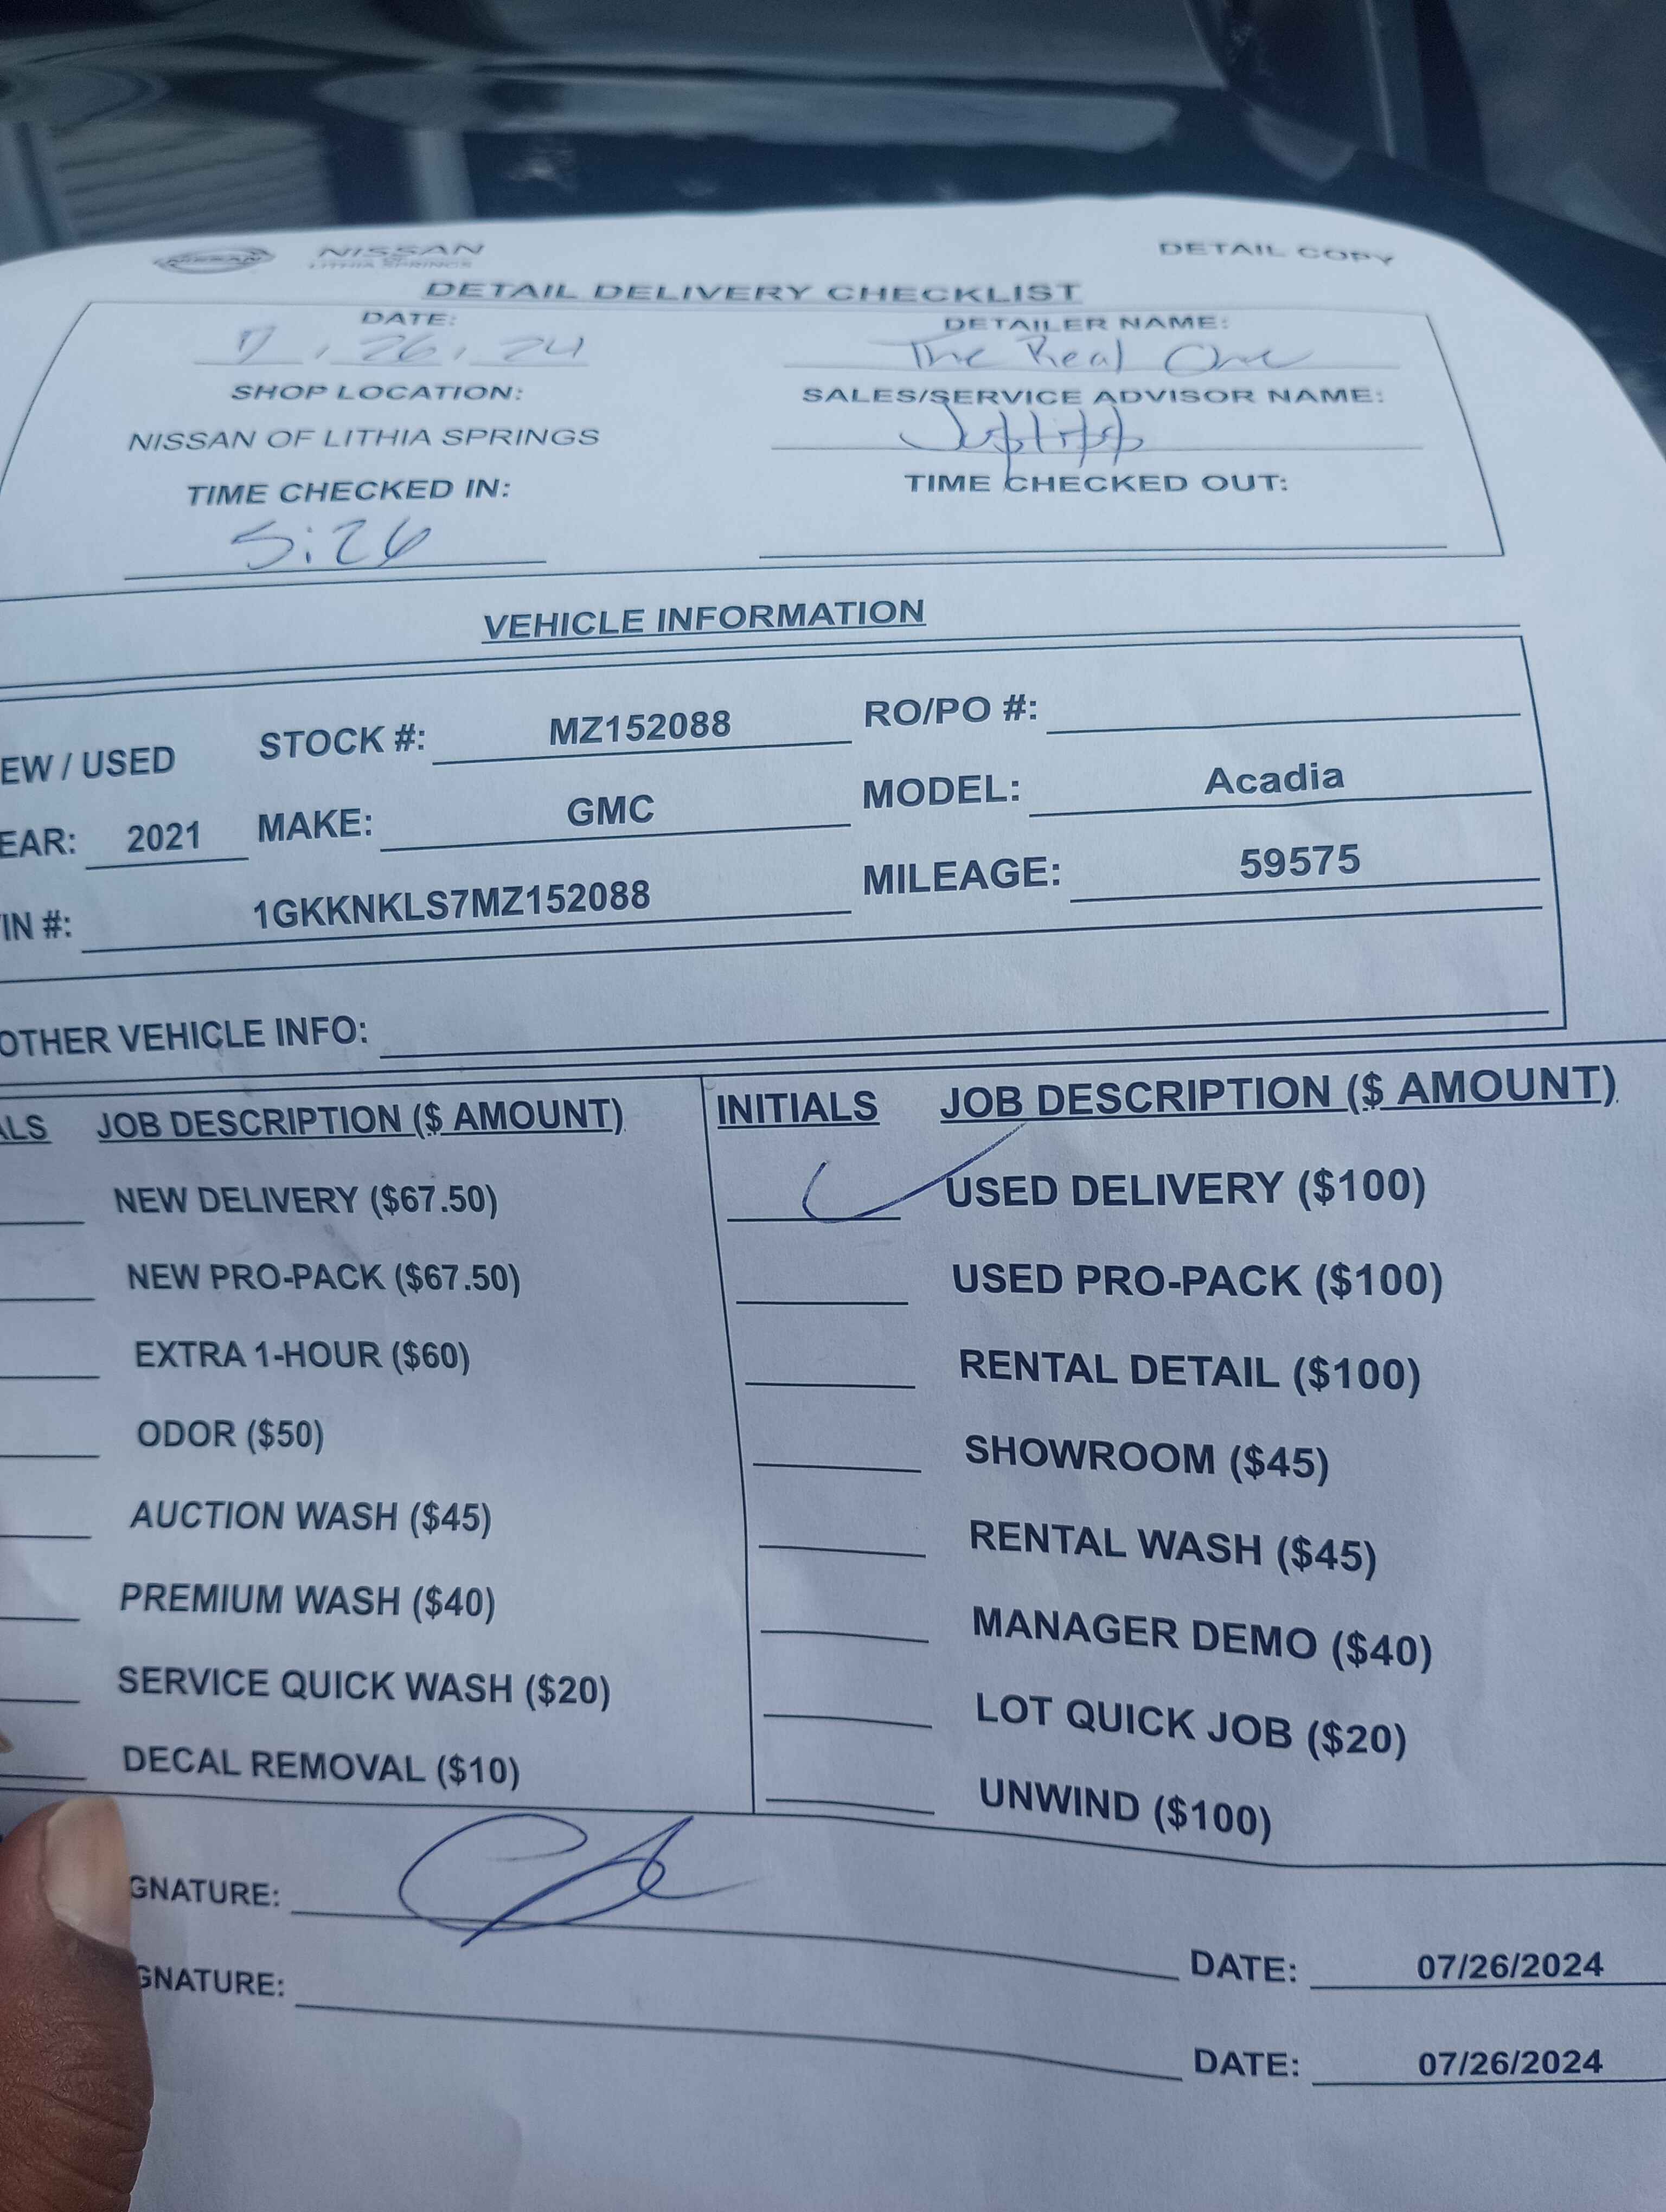 NISSAN NISSAN DETAIL COPY
LITHIA SPRINGS
DETAIL DELIVERY CHECKLIST
DATE: DETAILER NAME:
7 , 26 , 24 The Real One
SHOP LOCATION: SALES/SERVICE ADVISOR NAME:
NISSAN OF LITHIA SPRINGS
TIME CHECKED IN: TIME CHECKED OUT:
5:26
VEHICLE INFORMATION
EW / USED STOCK #: MZ152088 RO/PO #:
EAR: 2021 MAKE: GMC MODEL: Acadia
IN #: 1GKKNKLS7MZ152088 MILEAGE: 59575
OTHER VEHICLE INFO:
ALS JOB DESCRIPTION ($ AMOUNT) INITIALS JOB DESCRIPTION ($ AMOUNT)
NEW DELIVERY ($67.50) USED DELIVERY ($100)
NEW PRO-PACK ($67.50) USED PRO-PACK ($100)
EXTRA 1-HOUR ($60) RENTAL DETAIL ($100)
ODOR ($50) SHOWROOM ($45)
AUCTION WASH ($45) RENTAL WASH ($45)
PREMIUM WASH ($40) MANAGER DEMO ($40)
SERVICE QUICK WASH ($20) LOT QUICK JOB ($20)
DECAL REMOVAL ($10) UNWIND ($100)
GNATURE: DATE: 07/26/2024
GNATURE: DATE: 07/26/2024